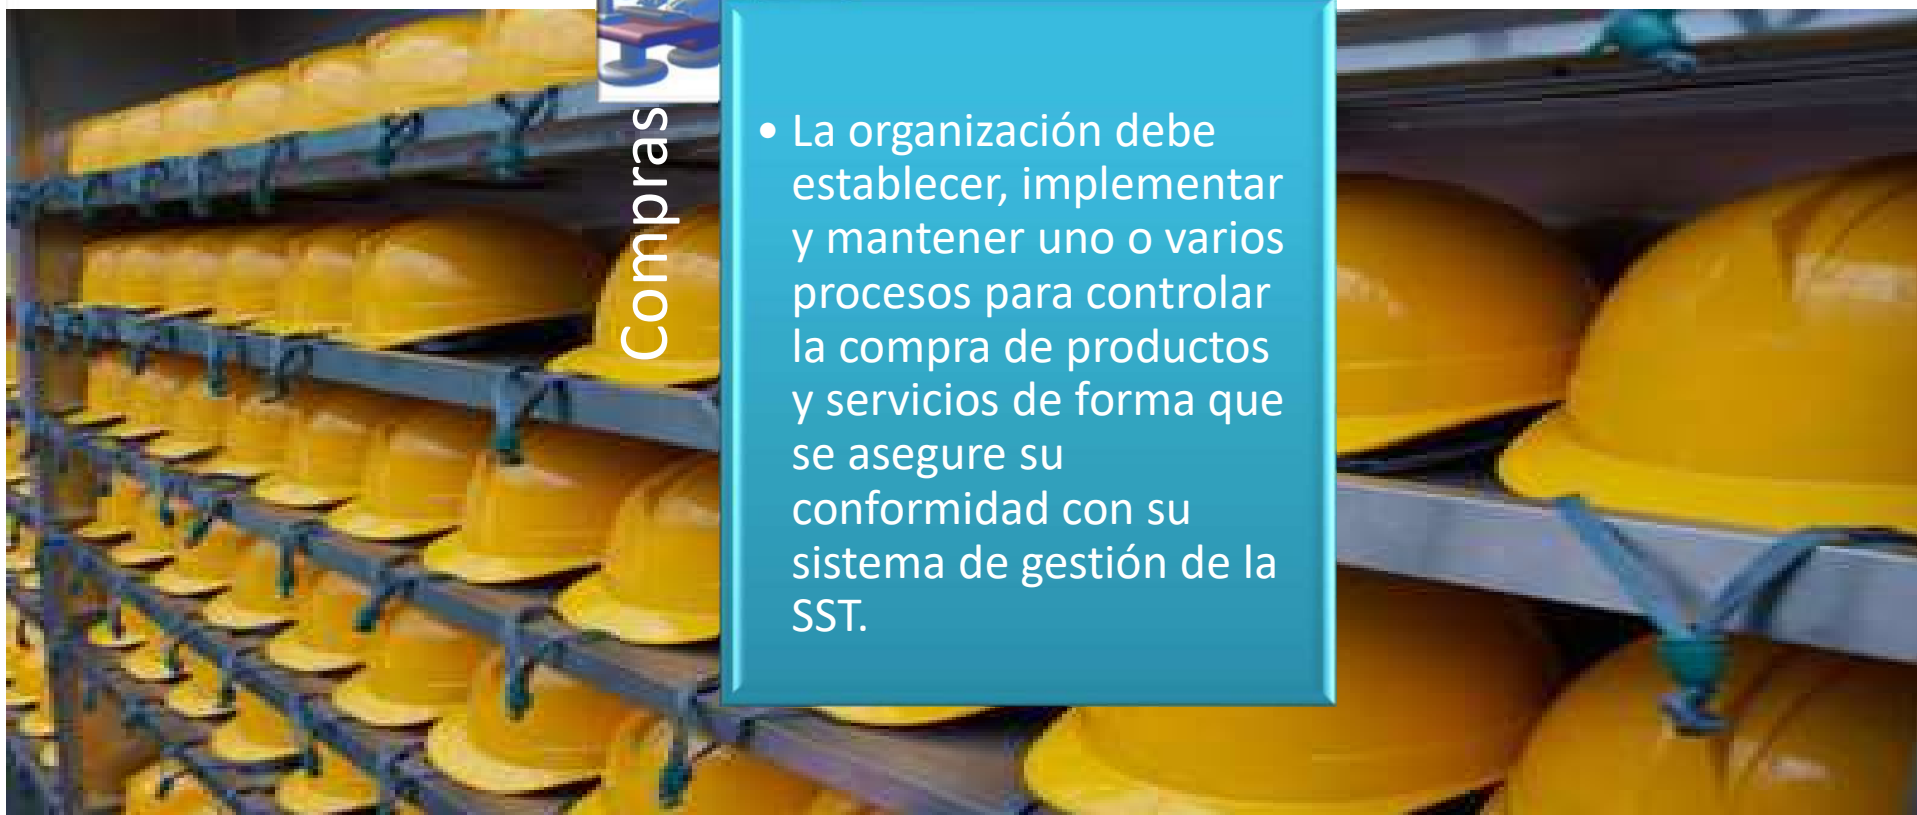 Compras
• La organización debe
establecer, implementar
y mantener uno o varios
procesos para controlar
la compra de productos
y servicios de forma que
se asegure su
conformidad con su
sistema de gestión de la
SST.